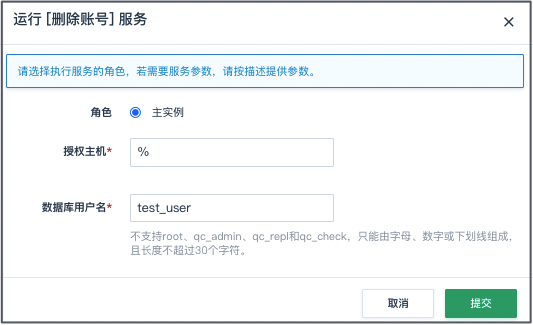 运行 [删除账号] 服务
请选择执行服务的角色，若需要服务参数，请按描述提供参数。
角色 主实例
授权主机* %
数据库用户名* test_user
不支持root、qc_admin、qc_repl和qc_check，只能由字母、数字或下划线组成，
且长度不超过30个字符。
取消 提交